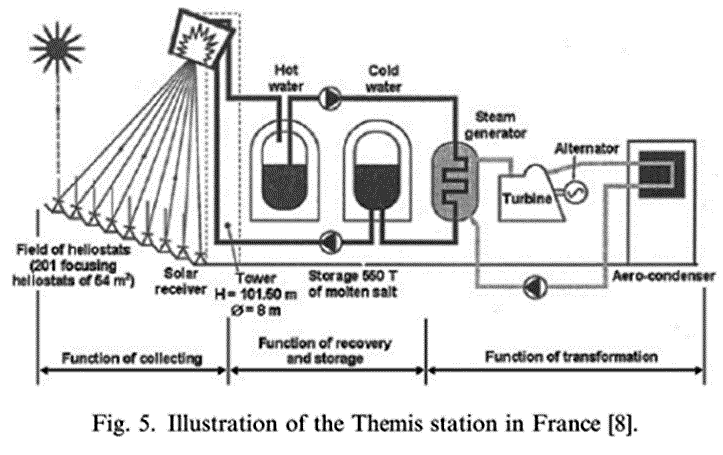 Hot
water
Cold
water
Steam
generator
Alternator
Turbine
Field of heliostats
(201 focusing
heliostats of 54 m²)
Solar
receiver
Tower
H= 101.50 m
Ø=8 m
Storage 550 T
of molten salt
Aero-condenser
Function of collecting
Function of recovery
and storage
Function of transformation
Fig. 5. Illustration of the Themis station in France [8].